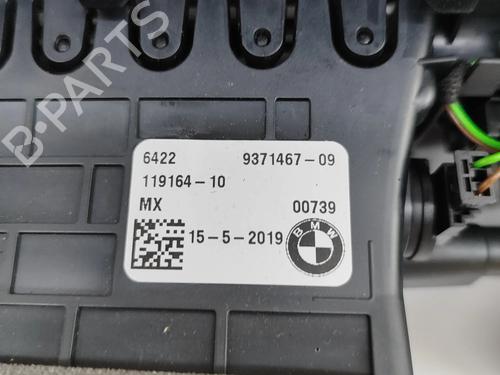 6422 9371467-09
119164-10
MX 00739
15-5-2019 BMW
B-PARTS